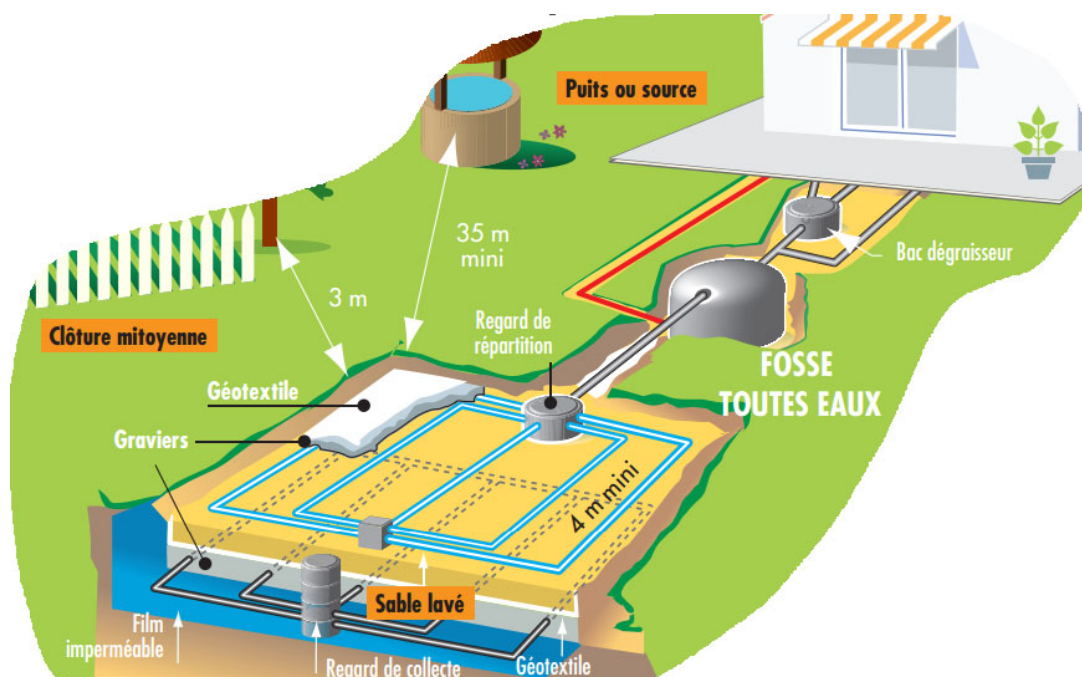 Puits ou source
35 m
mini
3 m
Bac dégraisseur
Clôture mitoyenne
Regard de
répartition
FOSSE
TOUTES EAUX
Géotextile
Graviers
4 m mini
Sable lavé
Film
imperméable
Regard de collecte
Géotextile